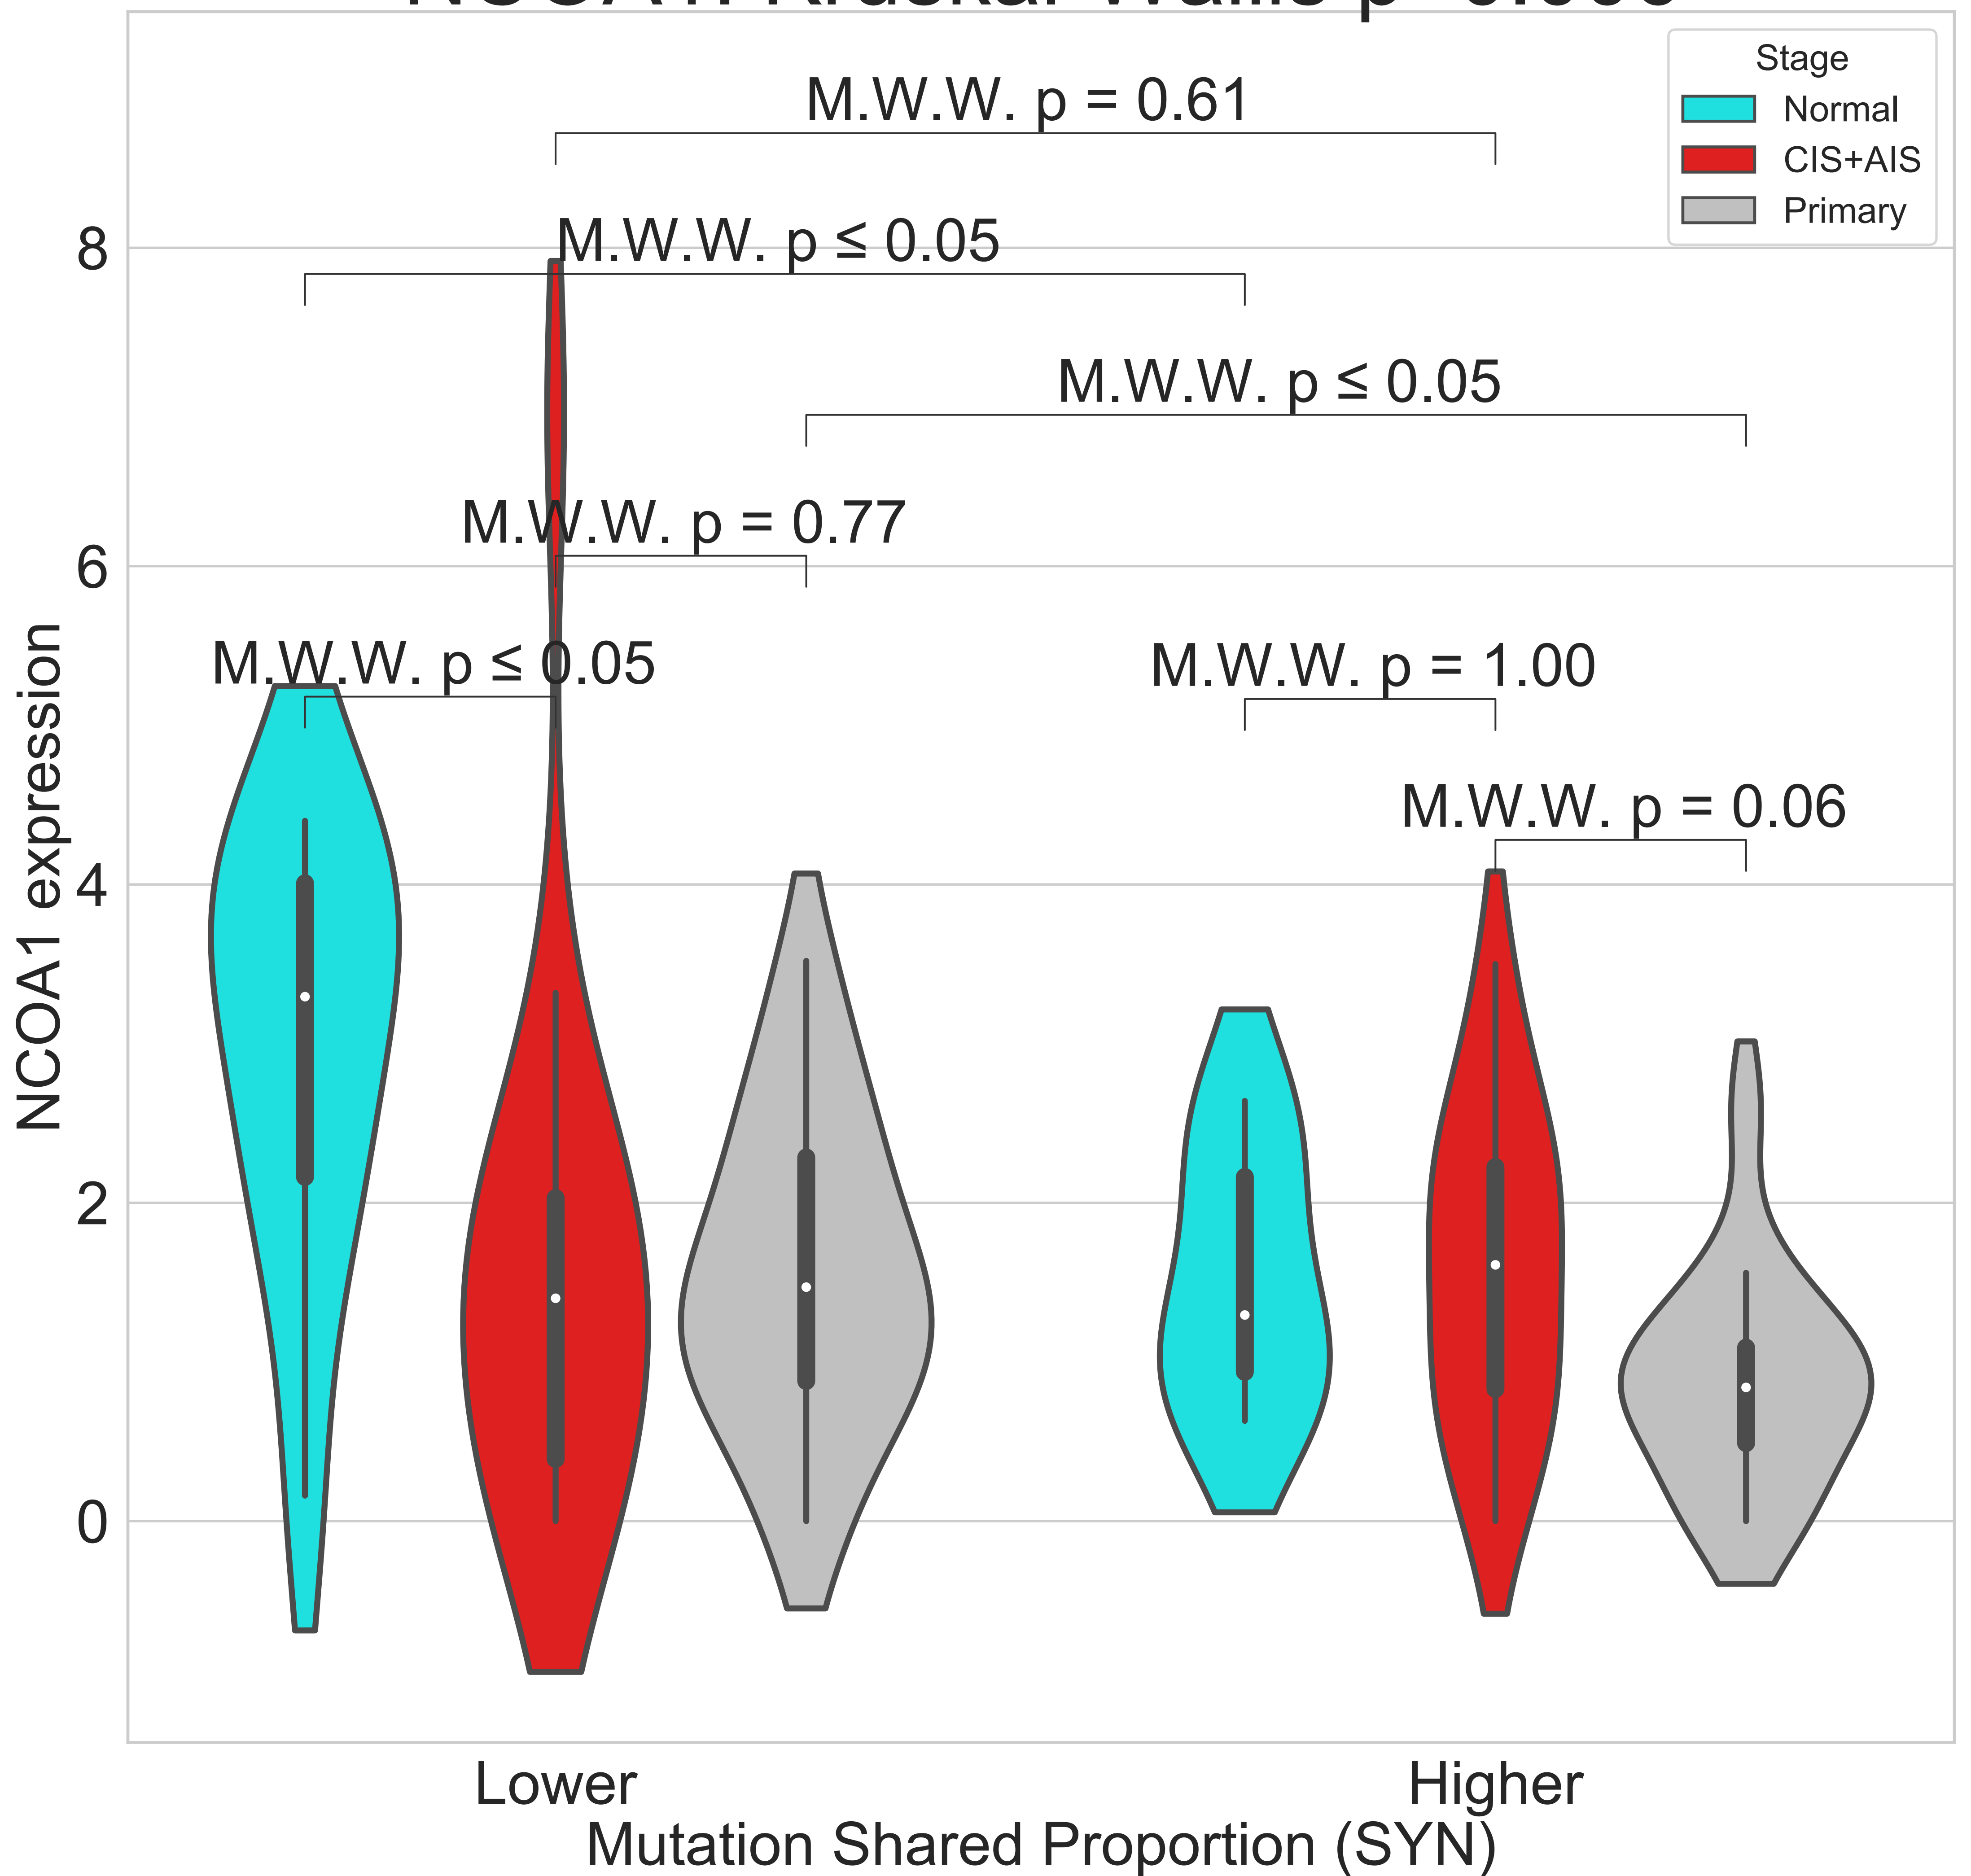 Stage
Normal
CIS+AIS
Primary
M.W.W. p = 0.61
M.W.W. p ≤ 0.05
M.W.W. p ≤ 0.05
M.W.W. p = 0.77
M.W.W. p ≤ 0.05
M.W.W. p = 1.00
M.W.W. p = 0.06
8
6
4
2
0
NCOA1 expression
Lower
Higher
Mutation Shared Proportion (SYN)